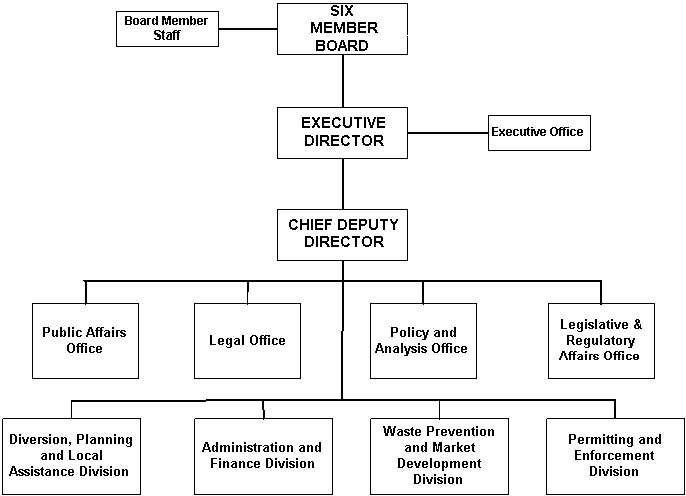 SIX
MEMBER
BOARD
Board Member
Staff
EXECUTIVE
DIRECTOR
Executive Office
CHIEF DEPUTY
DIRECTOR
Public Affairs
Office
Legal Office
Policy and
Analysis Office
Legislative &
Regulatory
Affairs Office
Diversion, Planning
and Local
Assistance Division
Administration and
Finance Division
Waste Prevention
and Market
Development
Division
Permitting and
Enforcement
Division